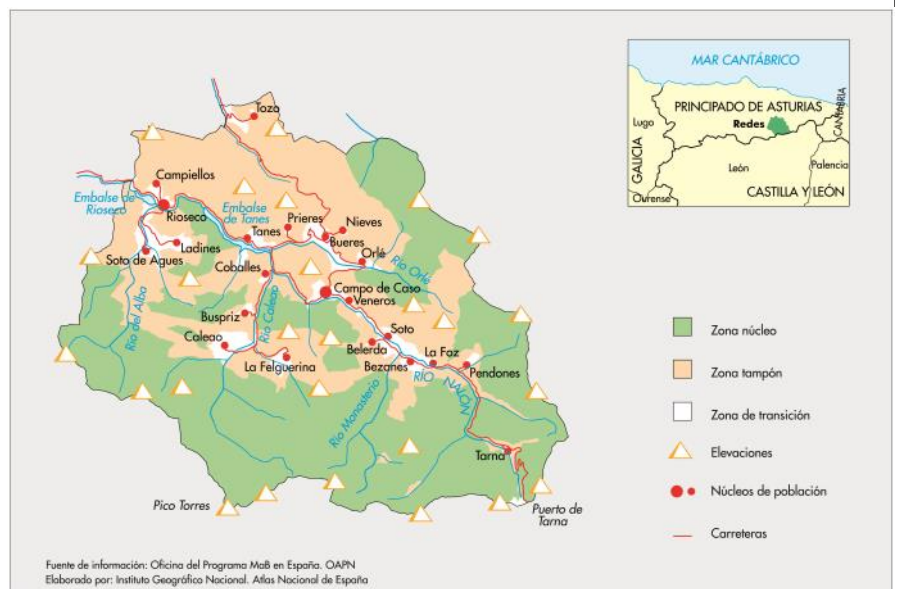 MAR CANTÁBRICO
PRINCIPADO DE ASTURIAS
Lugo
Redes
CANTABRIA
GALICIA
León
Palencia
CASTILLA Y LEÓN
Ourense
Tozo
Campiellos
Embalse de
Rioseco
Rioseco
Embalse
de Tanes
Prieres
Nieves
Tanes
Bueres
Ladines
Orlé
Soto de Agues
Coballes
Río Orle
Campo de Caso
Veneros
Río del Alba
Río Caleao
Buspriz
Caleao
Soto
Belerda
La Foz
La Felguerina
Bezanes
RÍO NALÓN
Pendones
Río Monasterio
Tarna
Pico Torres
Puerto de
Tarna
Zona núcleo
Zona tampón
Zona de transición
Elevaciones
Núcleos de población
Carreteras
Fuente de información: Oficina del Programa MaB en España. OAPN
Elaborado por: Instituto Geográfico Nacional. Atlas Nacional de España